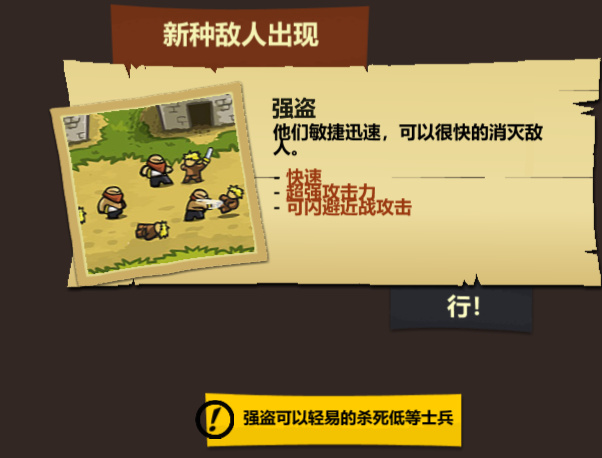 新种敌人出现
强盗
他们敏捷迅速，可以很快的消灭敌
人。
- 快速
- 超强攻击力
- 可闪避近战攻击
行!
强盗可以轻易的杀死低等士兵